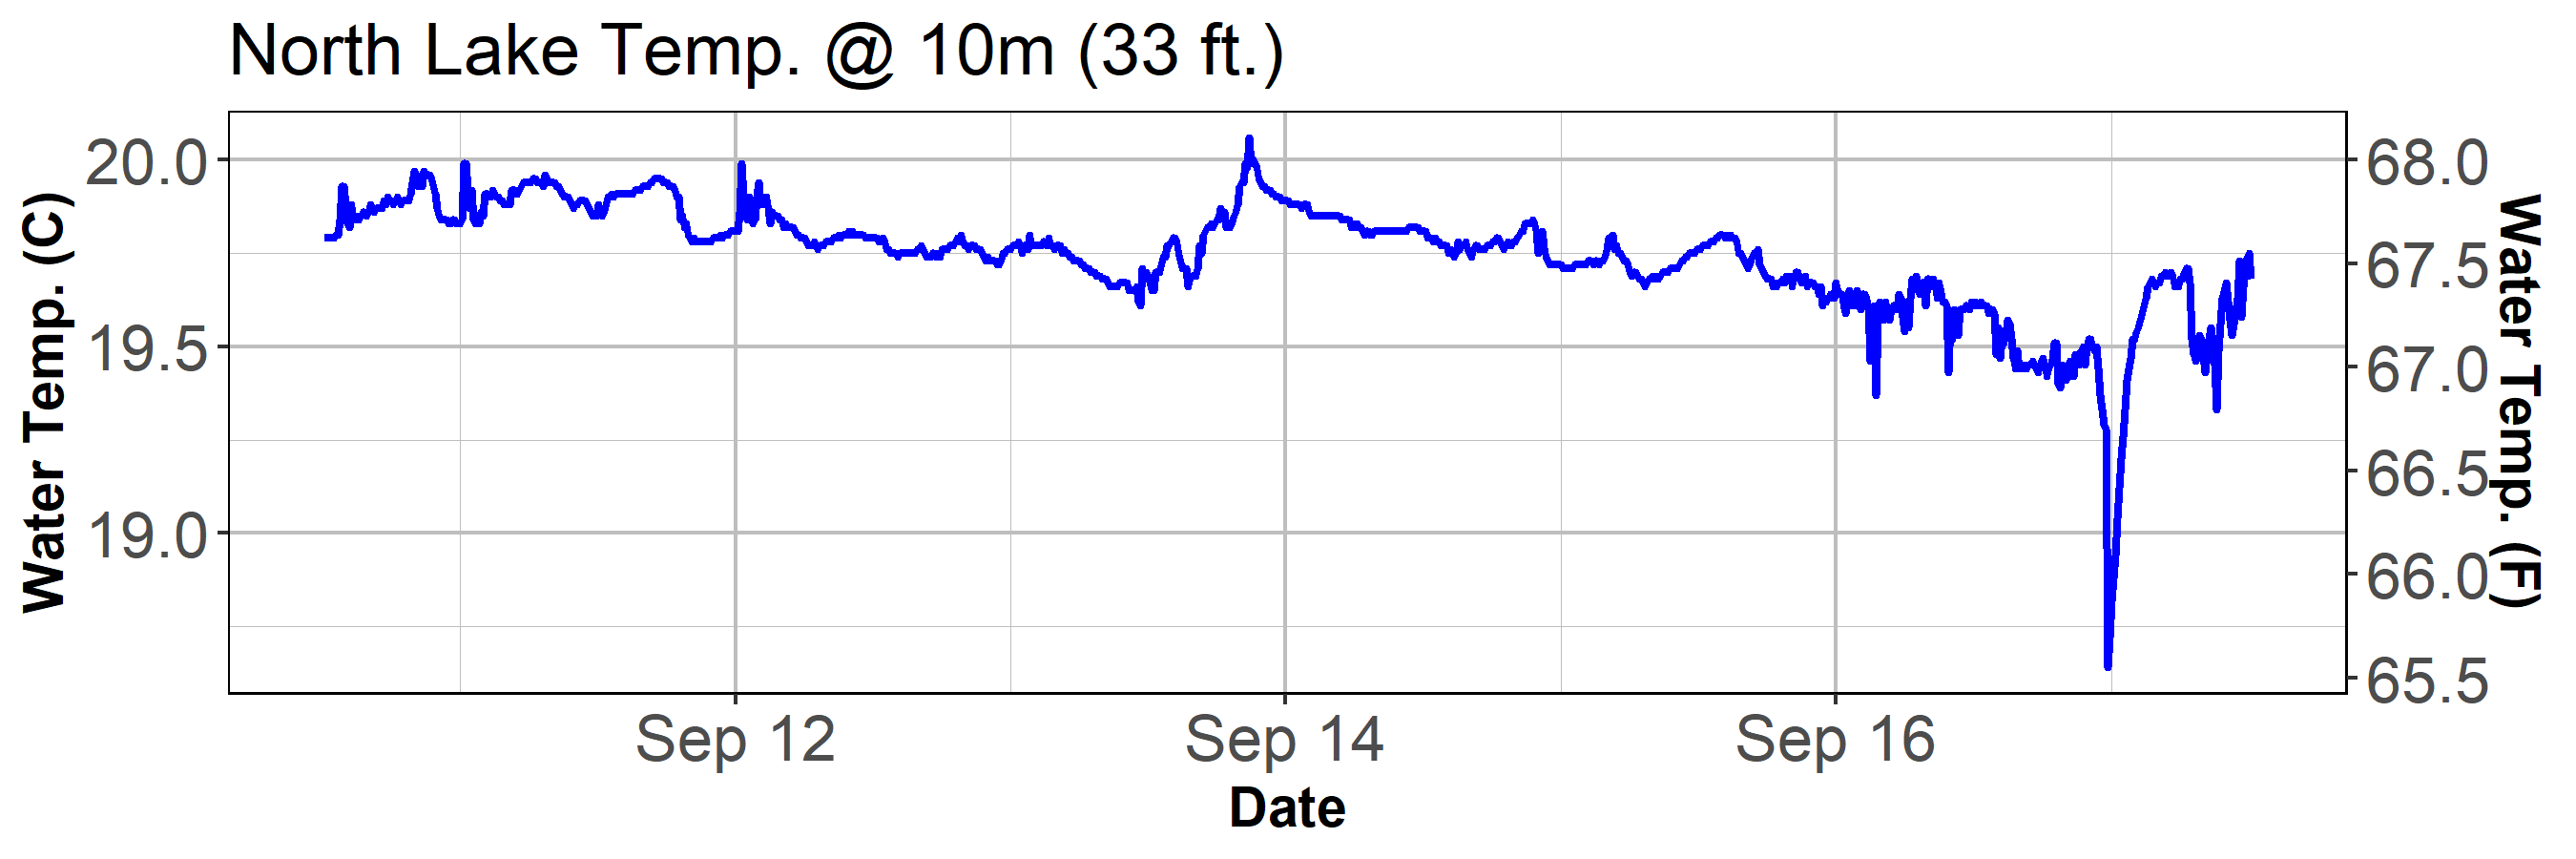 North Lake Temp. @ 10m (33 ft.)
Water Temp. (C)
20.0
19.5
19.0
68.0
67.5
67.0
66.5
66.0
65.5
Water Temp. (F)
Sep 12 Sep 14 Sep 16
Date